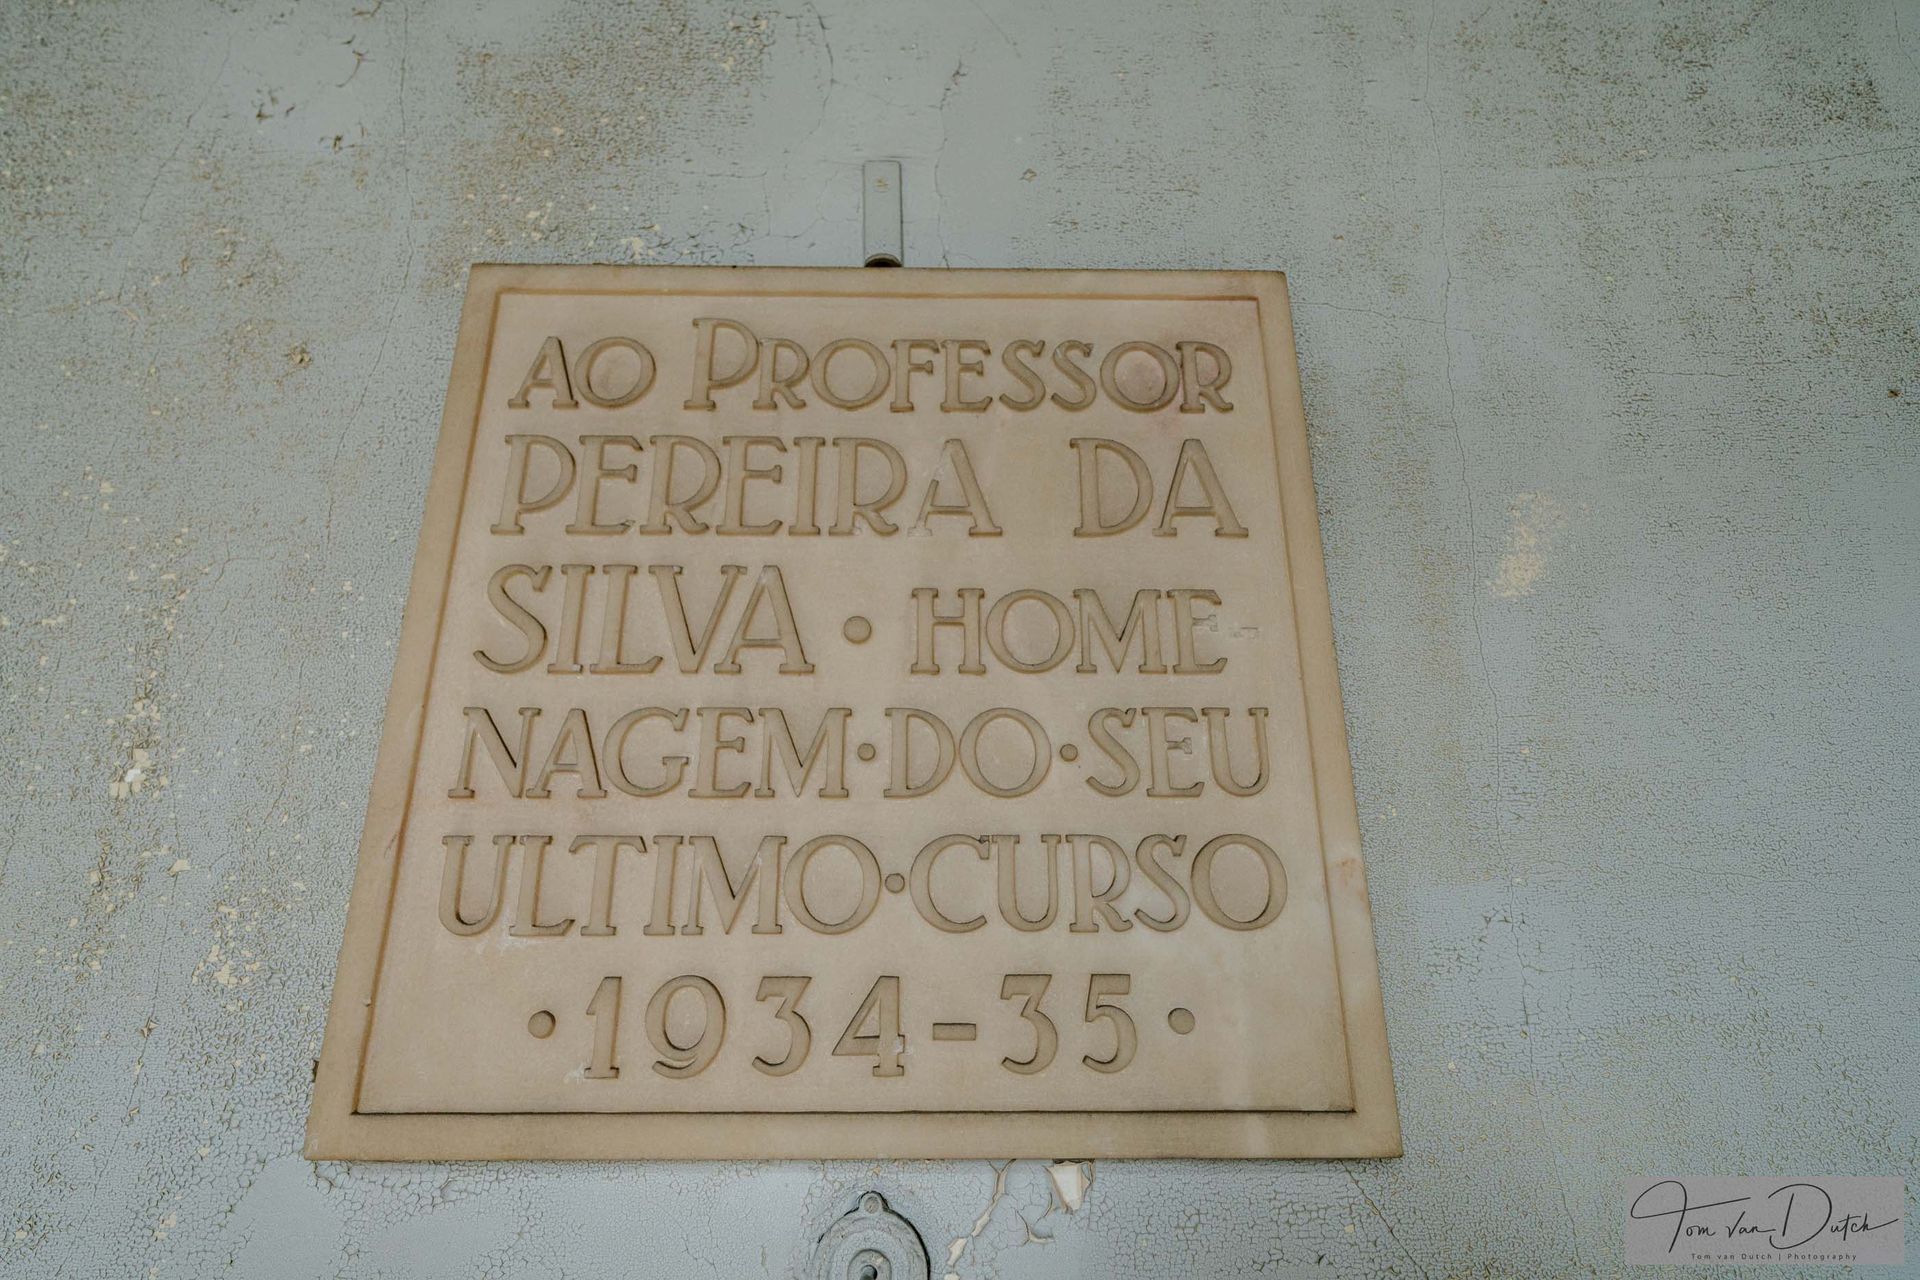 AO PROFESSOR
PEREIRA DA
SILVA · HOME-
NAGEM·DO·SEU
ULTIMO·CURSO
·1934-35·
Tom van Dutch
Tom van Dutch | Photography